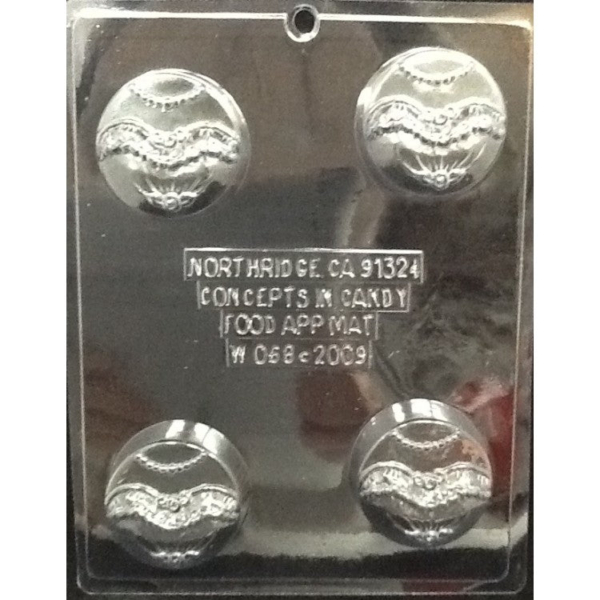 NORTHRIDGE CA 91324
CONCEPTS IN CANDY
FOOD APP MAT
W 058 c 2009